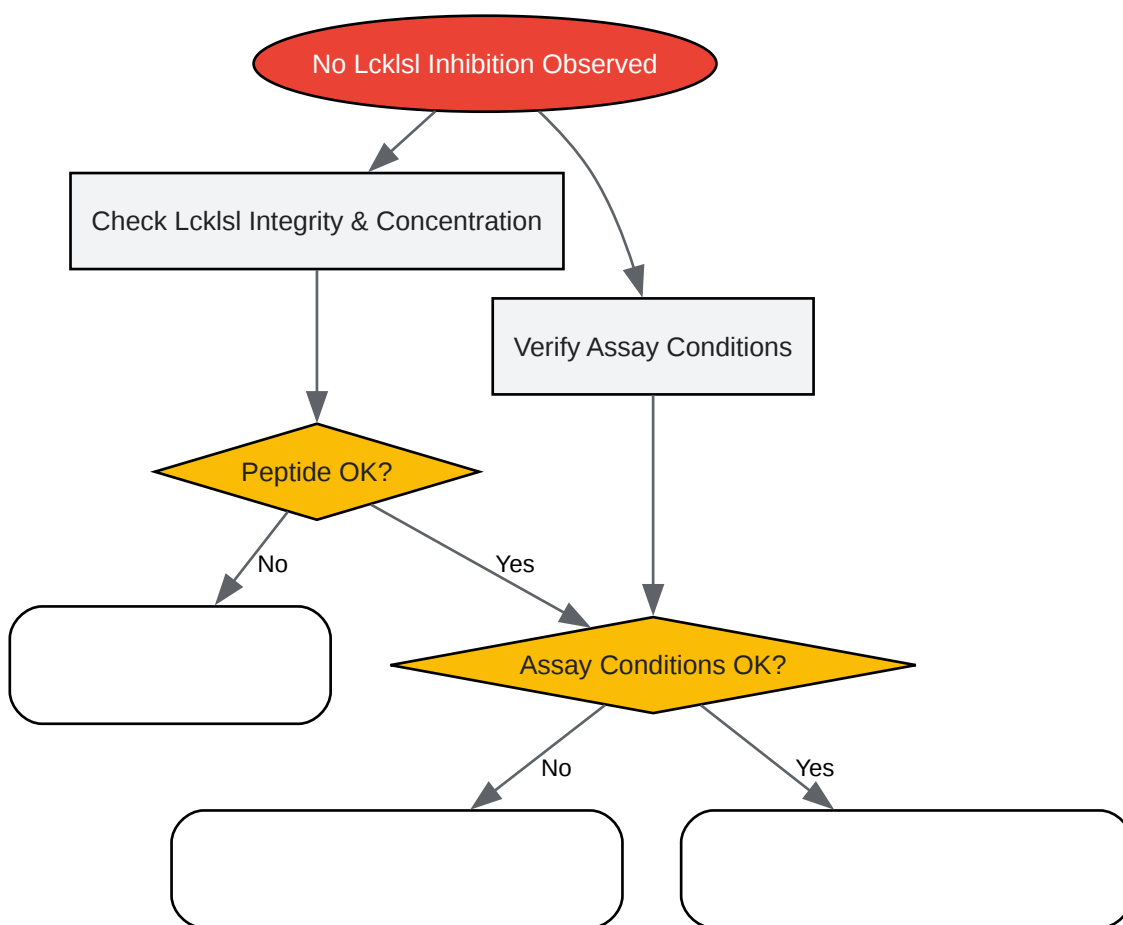 No Lcklsl Inhibition Observed
Check Lcklsl Integrity & Concentration
Verify Assay Conditions
Peptide OK?
No
Yes
Assay Conditions OK?
No
Yes